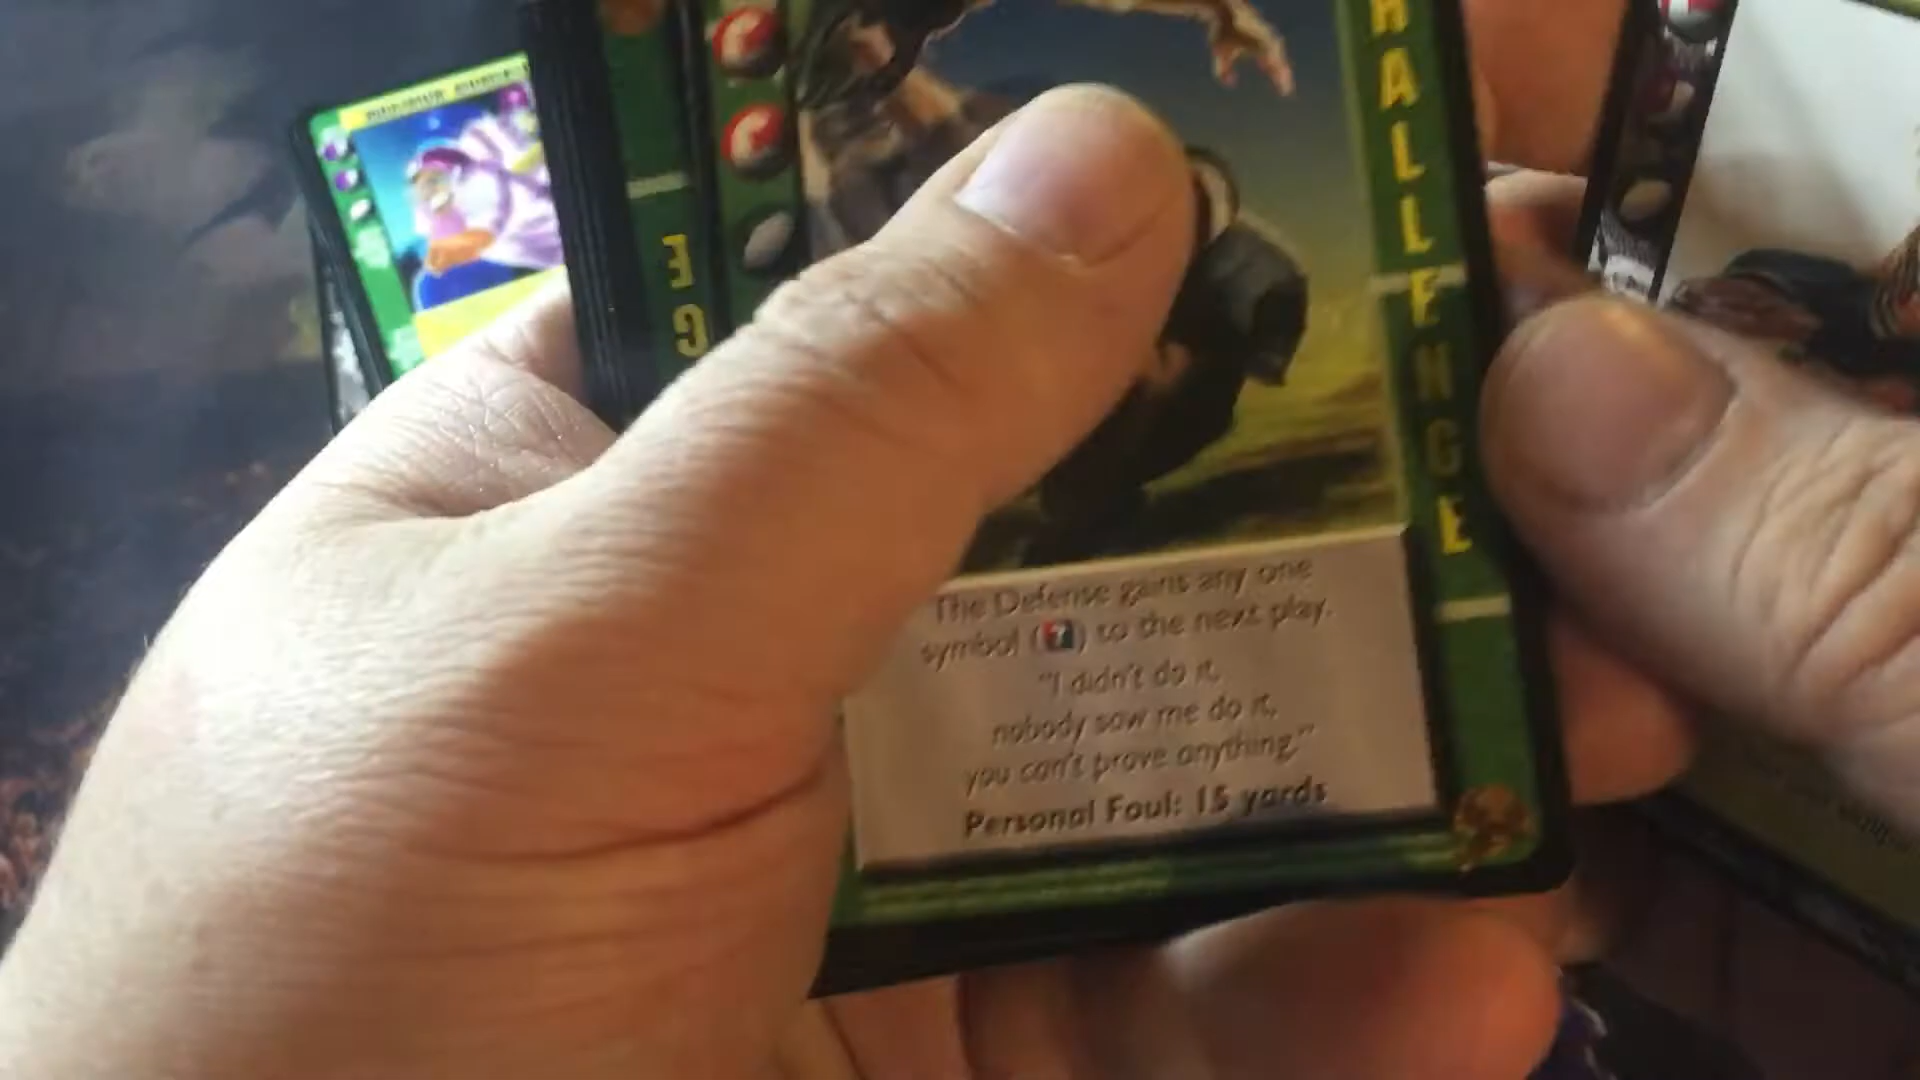 HALLENGE
GE
The Defense gains any one
symbol (?) to the next play.
"I didn't do it,
nobody saw me do it,
you can't prove anything."
Personal Foul: 15 yards